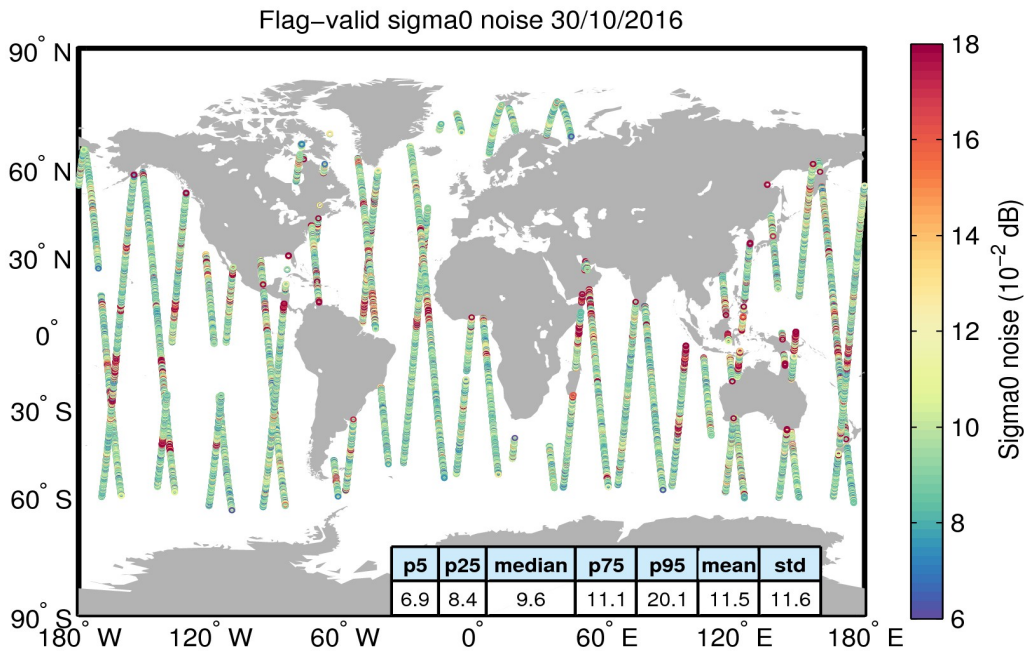 Flag−valid sigma0 noise 30/10/2016
90° N
60° N
30° N
0°
30° S
60° S
90° S
180° W
120° W
60° W
0°
60° E
120° E
180° E
p5 p25 median p75 p95 mean std
6.9 8.4 9.6 11.1 20.1 11.5 11.6
18
16
14
12
10
8
6
Sigma0 noise (10⁻² dB)